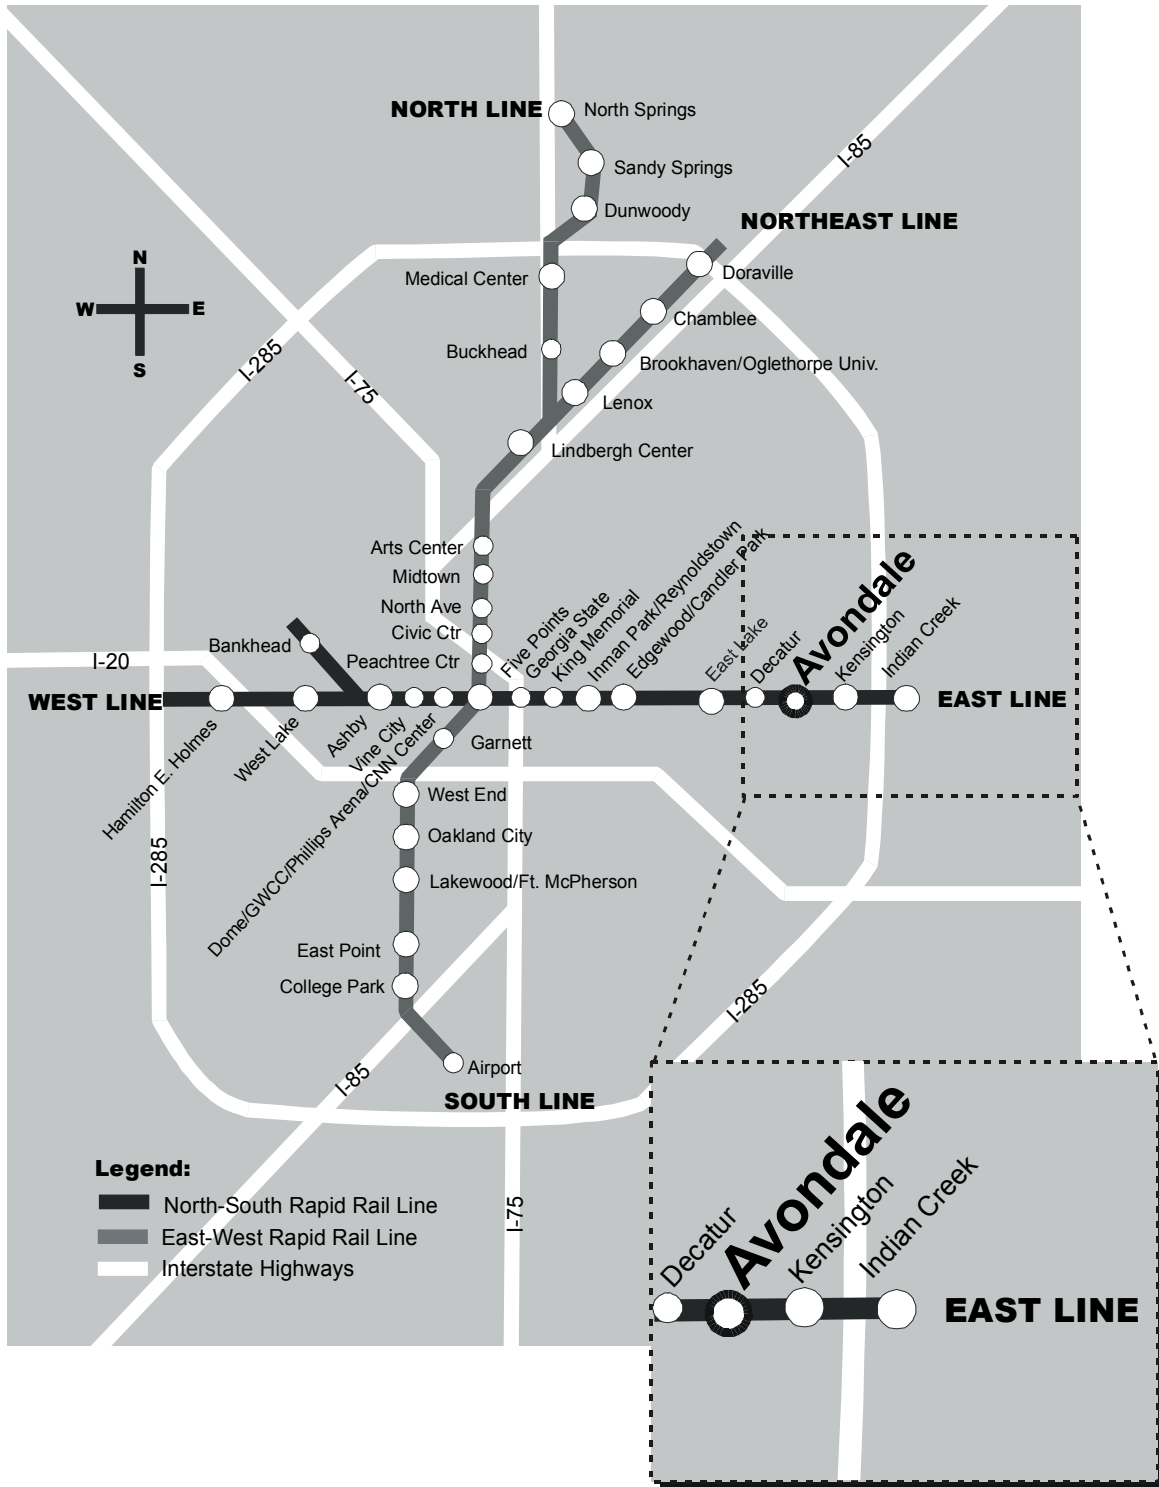 NORTH LINE
North Springs
Sandy Springs
Dunwoody
I-85
NORTHEAST LINE
Medical Center
Doraville
N
W
E
S
Chamblee
Buckhead
Brookhaven/Oglethorpe Univ.
I-285
I-75
Lenox
Lindbergh Center
Arts Center
Midtown
North Ave
Civic Ctr
Peachtree Ctr
Bankhead
I-20
WEST LINE
Hamilton E. Holmes
West Lake
Ashby
Vine City
Dome/GWCC/Phillips Arena/CNN Center
Five Points
Georgia State
King Memorial
Inman Park/Reynoldstown
Edgewood/Candler Park
East Lake
Decatur
Avondale
Kensington
Indian Creek
EAST LINE
Garnett
West End
Oakland City
Lakewood/Ft. McPherson
I-285
East Point
College Park
I-285
Airport
I-85
SOUTH LINE
I-75
Legend:
North-South Rapid Rail Line
East-West Rapid Rail Line
Interstate Highways
Decatur
Avondale
Kensington
Indian Creek
EAST LINE